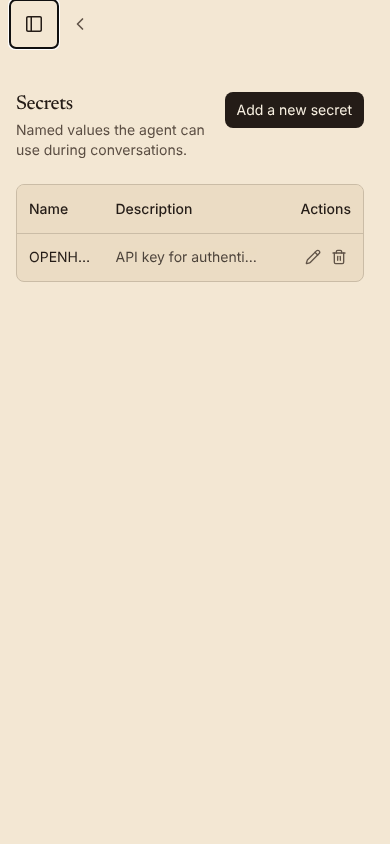 Secrets
Add a new secret
Named values the agent can
use during conversations.
Name Description Actions
OPENH... API key for authenti...